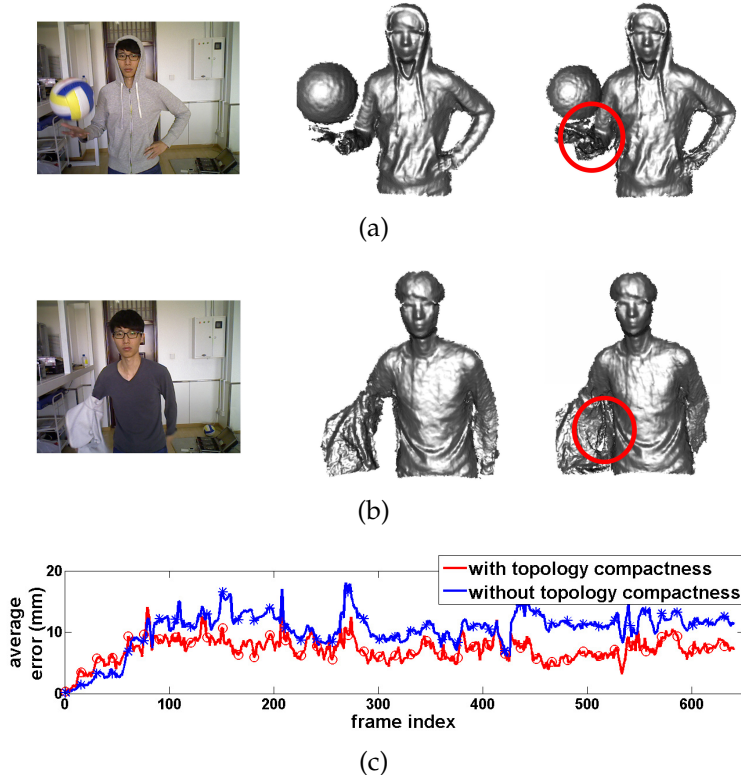 (a)
(b)
20
10
0
average
error (mm)
with topology compactness
without topology compactness
0 100 200 300 400 500 600
frame index
(c)